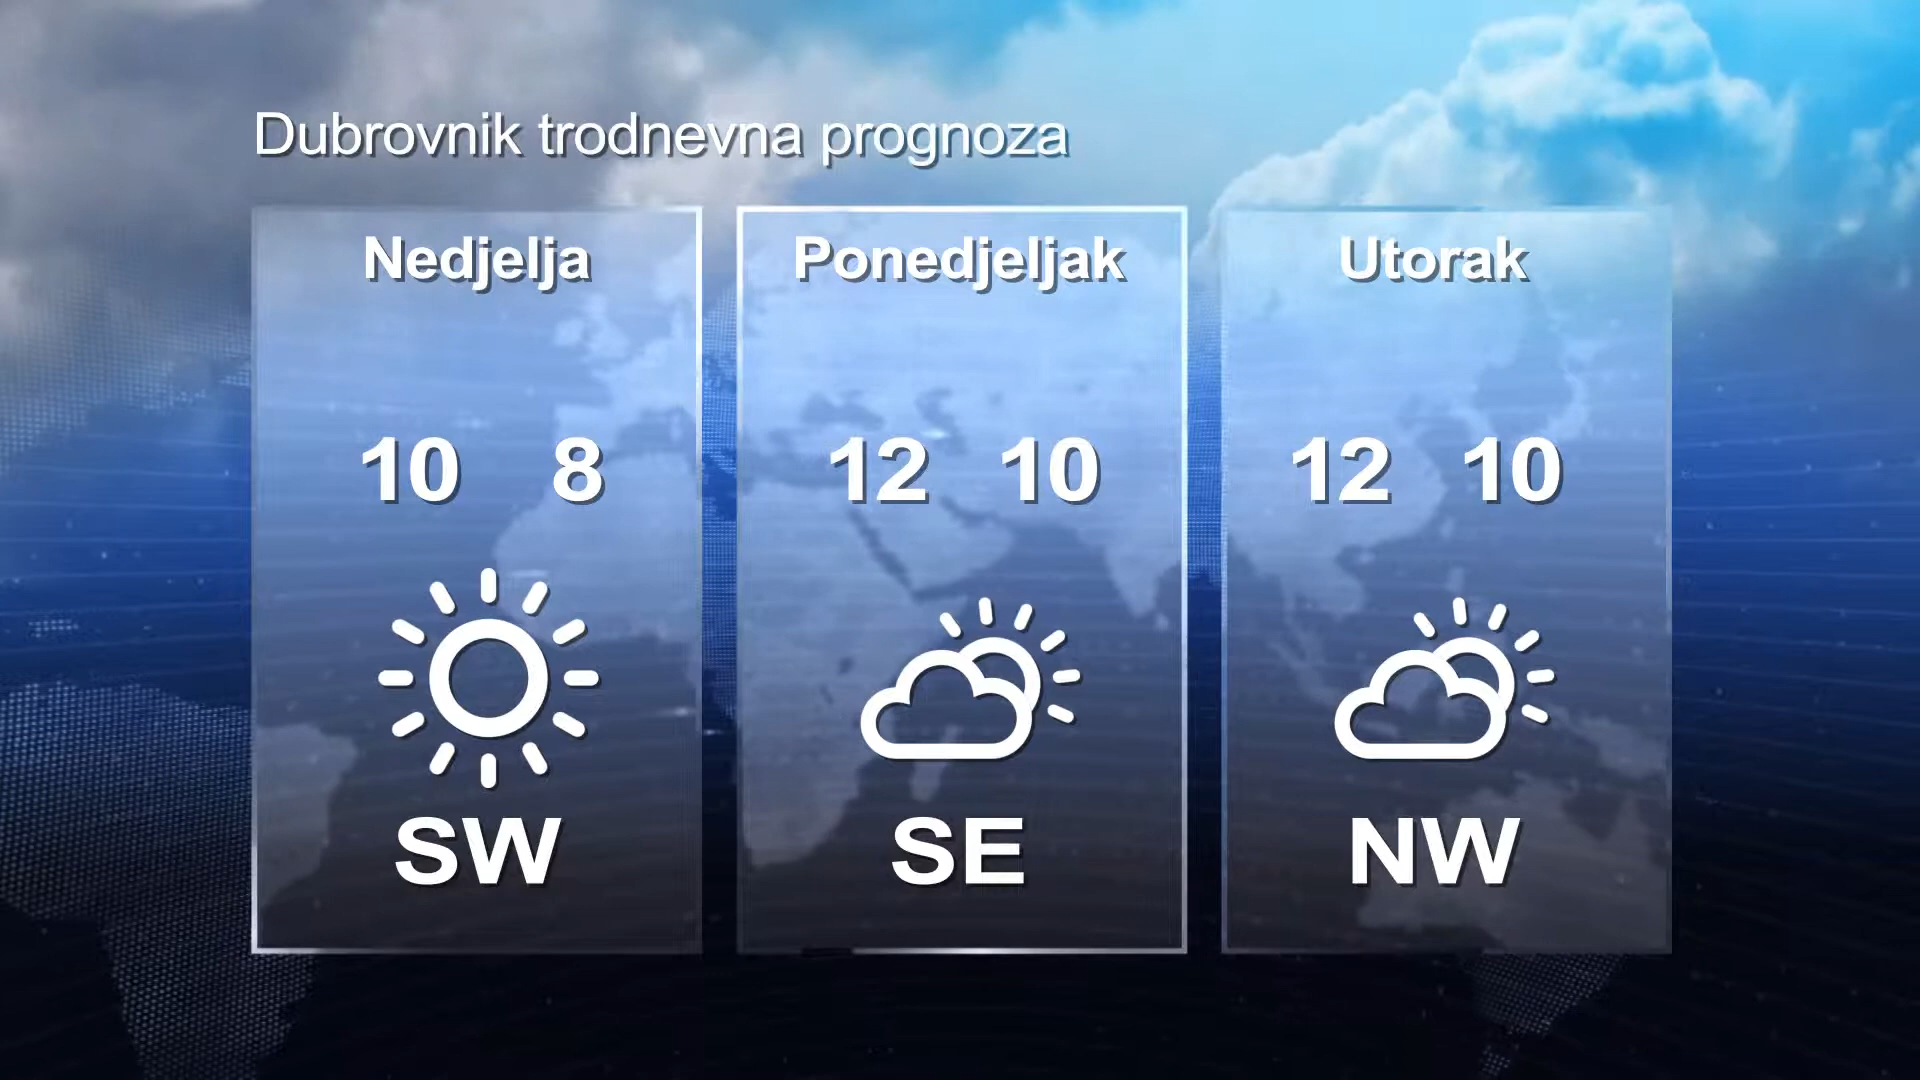 Dubrovnik trodnevna prognoza
Nedjelja
10 8
SW
Ponedjeljak
12 10
SE
Utorak
12 10
NW